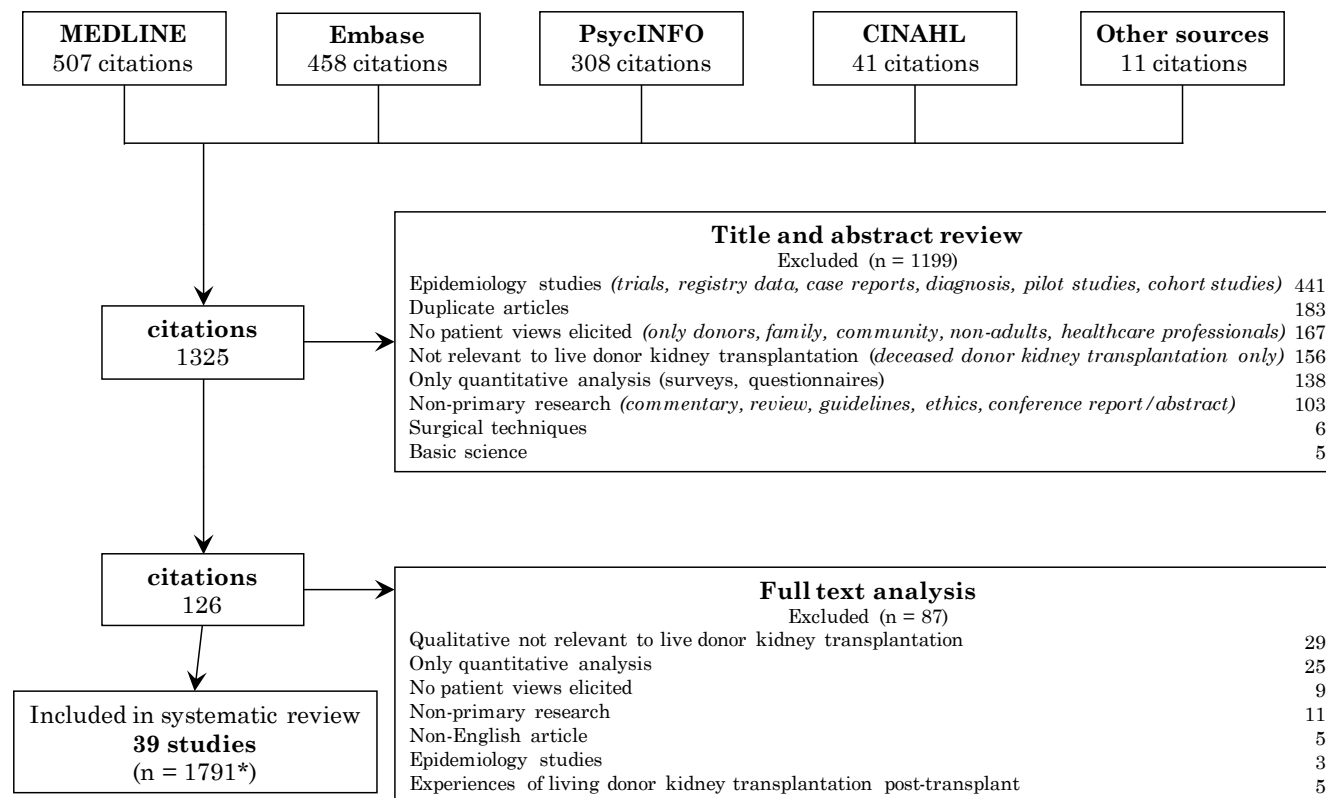 MEDLINE
507 citations
Embase
458 citations
PsycINFO
308 citations
CINAHL
41 citations
Other sources
11 citations
citations
1325
Title and abstract review
Excluded (n = 1199)
Epidemiology studies (trials, registry data, case reports, diagnosis, pilot studies, cohort studies) 441
Duplicate articles 183
No patient views elicited (only donors, family, community, non-adults, healthcare professionals) 167
Not relevant to live donor kidney transplantation (deceased donor kidney transplantation only) 156
Only quantitative analysis (surveys, questionnaires) 138
Non-primary research (commentary, review, guidelines, ethics, conference report/abstract) 103
Surgical techniques 6
Basic science 5
citations
126
Full text analysis
Excluded (n = 87)
Qualitative not relevant to live donor kidney transplantation 29
Only quantitative analysis 25
No patient views elicited 9
Non-primary research 11
Non-English article 5
Epidemiology studies 3
Experiences of living donor kidney transplantation post-transplant 5
Included in systematic review
39 studies
(n = 1791*)